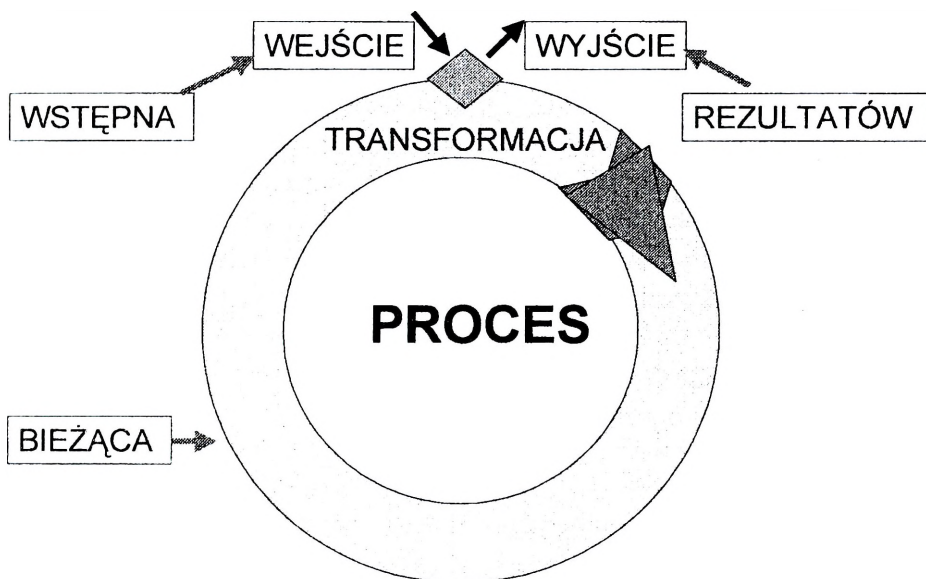 WEJŚCIE
WYJŚCIE
WSTĘPNA
REZULTATÓW
TRANSFORMACJA
PROCES
BIEŻĄCA